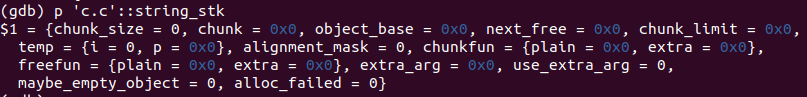 (gdb) p 'c.c'::string_stk
$1 = {chunk_size = 0, chunk = 0x0, object_base = 0x0, next_free = 0x0, chunk_limit = 0x0,
  temp = {i = 0, p = 0x0}, alignment_mask = 0, chunkfun = {plain = 0x0, extra = 0x0},
  freefun = {plain = 0x0, extra = 0x0}, extra_arg = 0x0, use_extra_arg = 0,
  maybe_empty_object = 0, alloc_failed = 0}